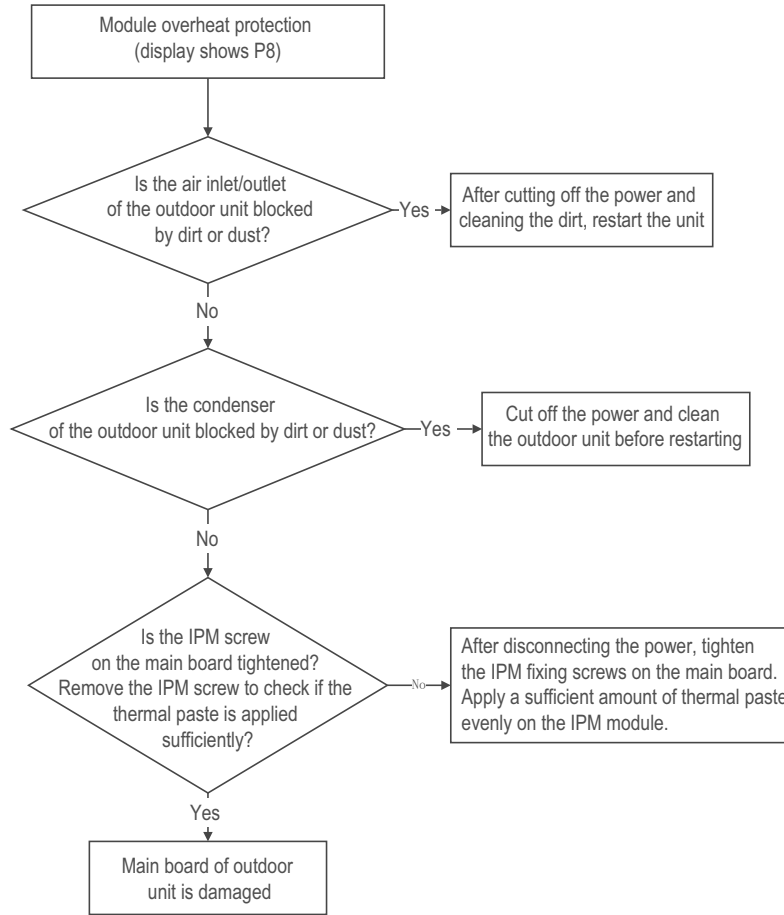 Module overheat protection
(display shows P8)
Is the air inlet/outlet
of the outdoor unit blocked
by dirt or dust?
Yes
After cutting off the power and
cleaning the dirt, restart the unit
No
Is the condenser
of the outdoor unit blocked by dirt or dust?
Yes
Cut off the power and clean
the outdoor unit before restarting
No
Is the IPM screw
on the main board tightened?
Remove the IPM screw to check if the
thermal paste is applied
sufficiently?
No
After disconnecting the power, tighten
the IPM fixing screws on the main board.
Apply a sufficient amount of thermal paste
evenly on the IPM module.
Yes
Main board of outdoor
unit is damaged